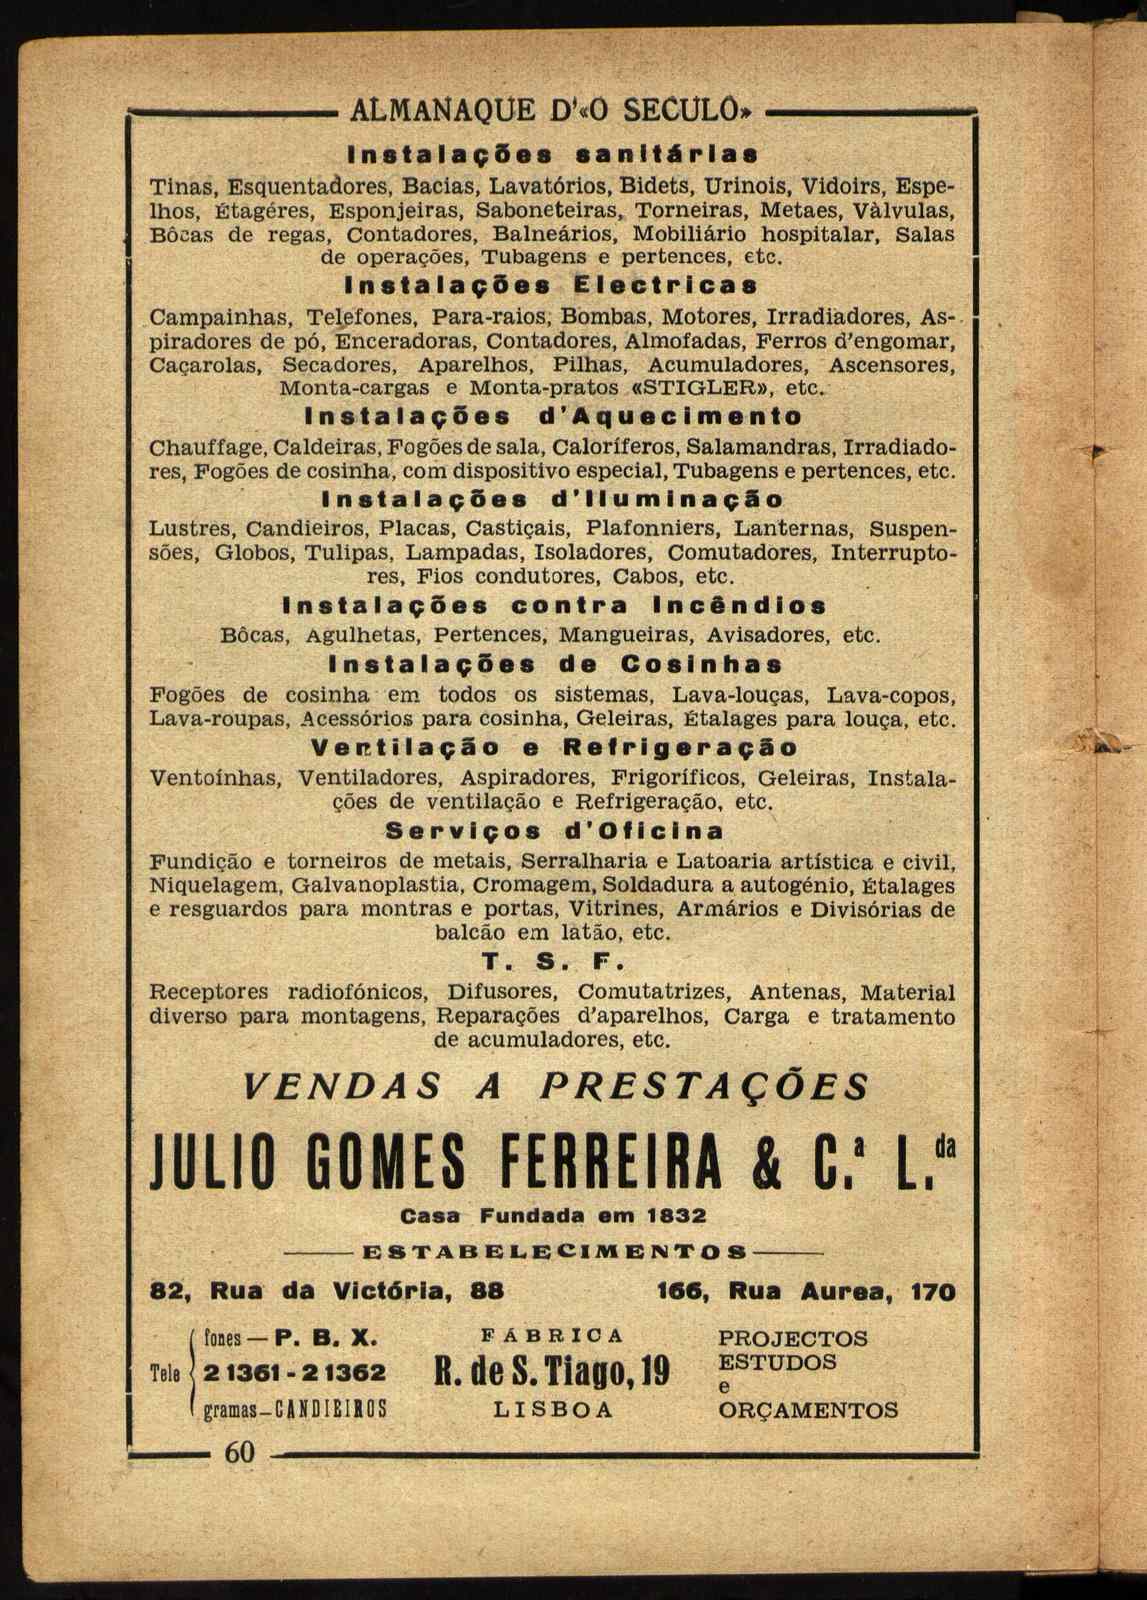 ALMANAQUE D'«O SECULO»
Instalações sanitárias
Tinas, Esquentadores, Bacias, Lavatórios, Bidets, Urinois, Vidoirs, Espe-
lhos, Étagéres, Esponjeiras, Saboneteiras, Torneiras, Metaes, Vàlvulas,
Bôcas de regas, Contadores, Balneários, Mobiliário hospitalar, Salas
de operações, Tubagens e pertences, etc.
Instalações Electricas
Campainhas, Telefones, Para-raios, Bombas, Motores, Irradiadores, As-
piradores de pó, Enceradoras, Contadores, Almofadas, Ferros d'engomar,
Caçarolas, Secadores, Aparelhos, Pilhas, Acumuladores, Ascensores,
Monta-cargas e Monta-pratos «STIGLER», etc.
Instalações d'Aquecimento
Chauffage, Caldeiras, Fogões de sala, Caloríferos, Salamandras, Irradiado-
res, Fogões de cosinha, com dispositivo especial, Tubagens e pertences, etc.
Instalações d'Iluminação
Lustres, Candieiros, Placas, Castiçais, Plafonniers, Lanternas, Suspen-
sões, Globos, Tulipas, Lampadas, Isoladores, Comutadores, Interrupto-
res, Fios condutores, Cabos, etc.
Instalações contra Incêndios
Bôcas, Agulhetas, Pertences, Mangueiras, Avisadores, etc.
Instalações de Cosinhas
Fogões de cosinha em todos os sistemas, Lava-louças, Lava-copos,
Lava-roupas, Acessórios para cosinha, Geleiras, Étalages para louça, etc.
Ventilação e Refrigeração
Ventoínhas, Ventiladores, Aspiradores, Frigoríficos, Geleiras, Instala-
ções de ventilação e Refrigeração, etc.
Serviços d'Oficina
Fundição e torneiros de metais, Serralharia e Latoaria artística e civil,
Niquelagem, Galvanoplastia, Cromagem, Soldadura a autogénio, Étalages
e resguardos para montras e portas, Vitrines, Armários e Divisórias de
balcão em latão, etc.
T. S. F.
Receptores radiofónicos, Difusores, Comutatrizes, Antenas, Material
diverso para montagens, Reparações d'aparelhos, Carga e tratamento
de acumuladores, etc.
VENDAS A PRESTAÇÕES
JULIO GOMES FERREIRA & C.ª L.da
Casa Fundada em 1832
ESTABELECIMENTOS
82, Rua da Victória, 88 166, Rua Aurea, 170
Tele
fones — P. B. X.
21361 - 21362
gramas — CANDIEIROS
FÁBRICA
R. de S. Tiago, 19
LISBOA
PROJECTOS
ESTUDOS
e
ORÇAMENTOS
60